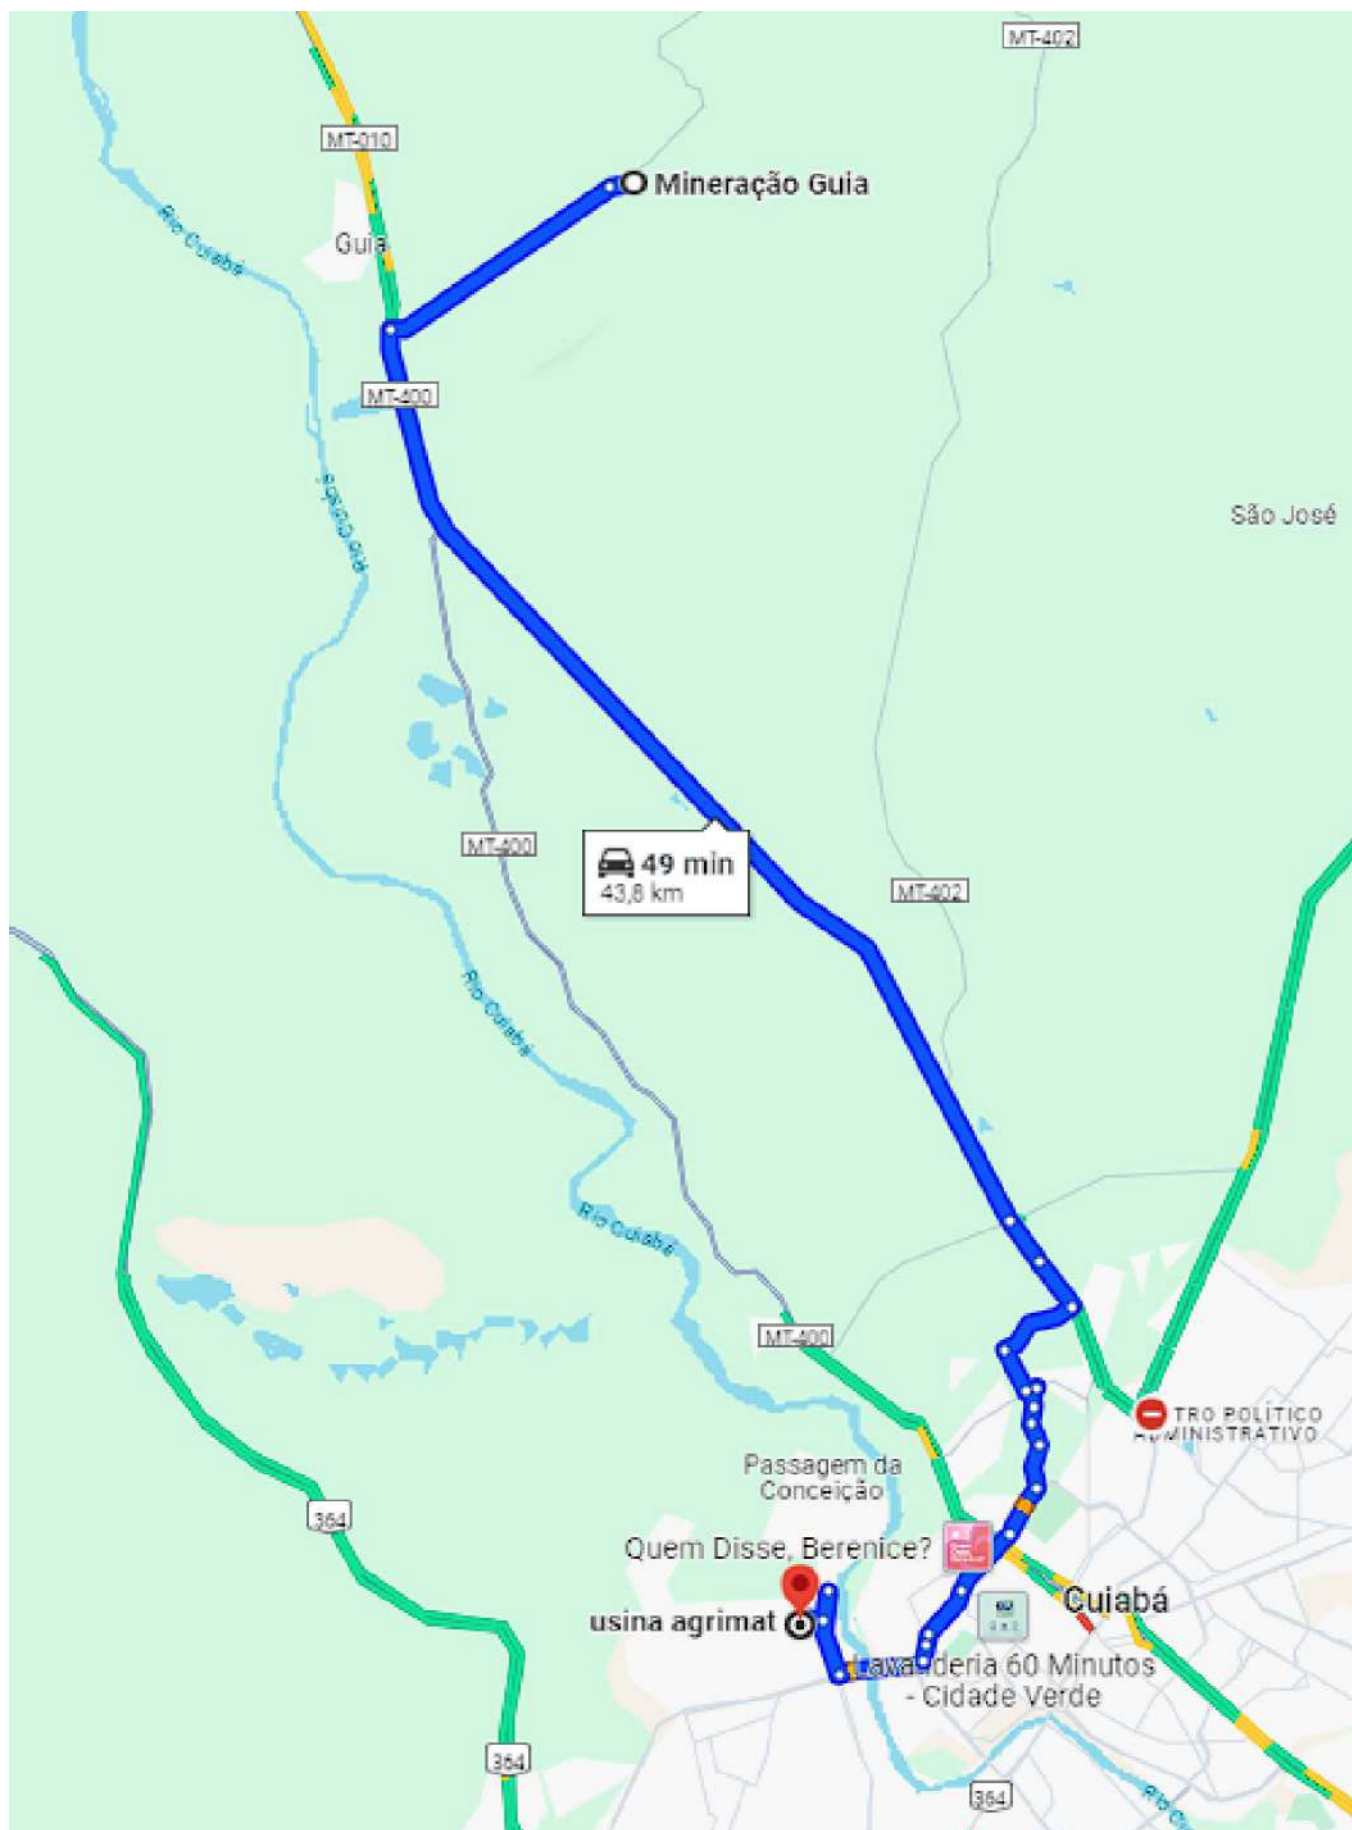 MT-402
MT-010
Mineração Guia
Rio Cuiabá
Guia
MT-400
Rio Cuiabá
São José
49 min
43,8 km
MT-400
MT-402
Rio Cuiabá
Rio Cuiabá
MT-400
TRO POLÍTICO
ADMINISTRATIVO
Passagem da
Conceição
364
Quem Disse, Berenice?
Cuiabá
usina agrimat
Lavanderia 60 Minutos
- Cidade Verde
364
364
Rio Cu